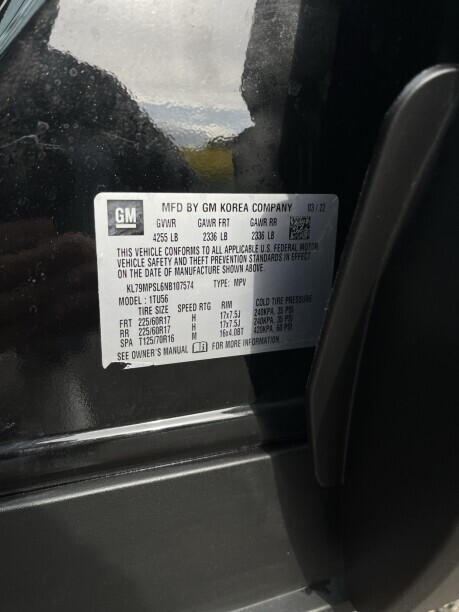 GM
MFD BY GM KOREA COMPANY 03 / 22
GVWR GAWR FRT GAWR RR
4255 LB 2336 LB 2336 LB
THIS VEHICLE CONFORMS TO ALL APPLICABLE U.S. FEDERAL MOTOR
VEHICLE SAFETY AND THEFT PREVENTION STANDARDS IN EFFECT
ON THE DATE OF MANUFACTURE SHOWN ABOVE.
KL79MPSL6NB107574 TYPE: MPV
MODEL: 1TU56
TIRE SIZE SPEED RTG RIM COLD TIRE PRESSURE
FRT 225/60R17 H 17x7.5J 240KPA, 35 PSI
RR 225/60R17 H 17x7.5J 240KPA, 35 PSI
SPA T125/70R16 M 16x4.0BT 420KPA, 60 PSI
SEE OWNER'S MANUAL FOR MORE INFORMATION.